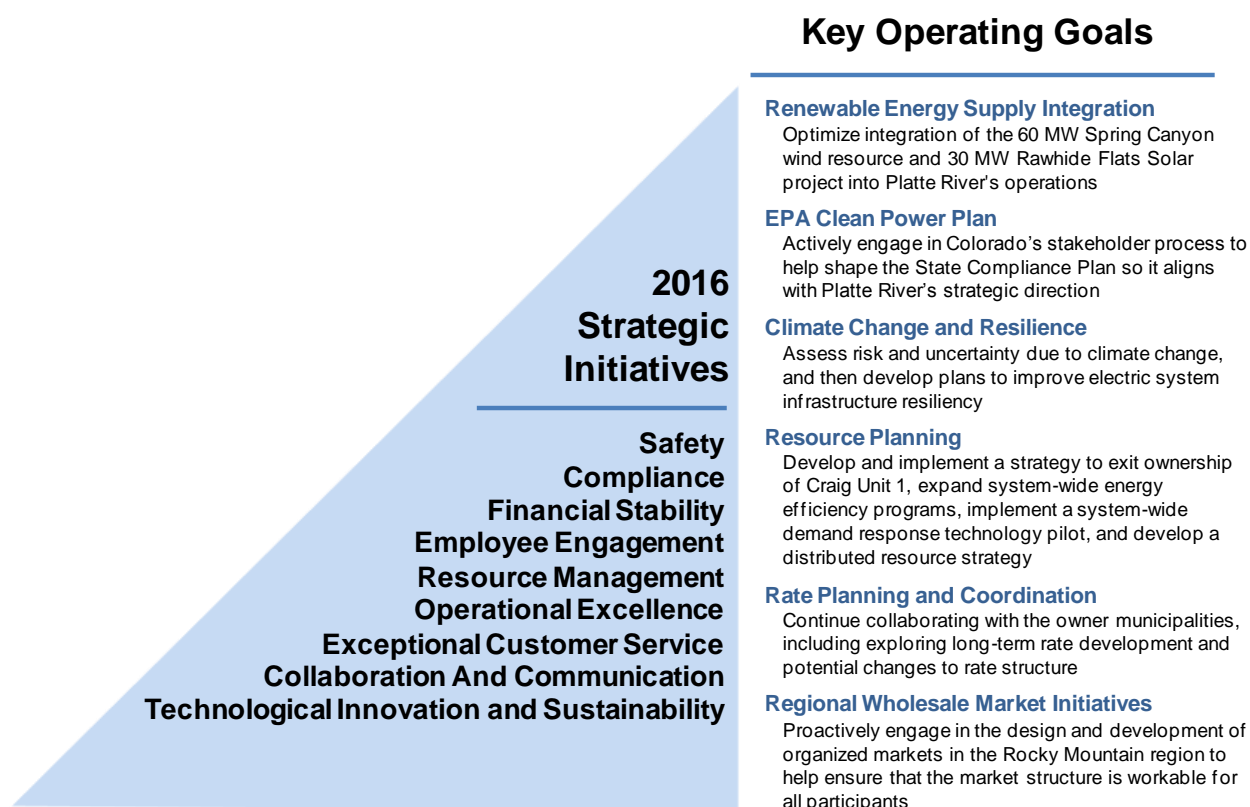 Key Operating Goals
2016
Strategic
Initiatives
Safety
Compliance
Financial Stability
Employee Engagement
Resource Management
Operational Excellence
Exceptional Customer Service
Collaboration And Communication
Technological Innovation and Sustainability
Renewable Energy Supply Integration
Optimize integration of the 60 MW Spring Canyon
wind resource and 30 MW Rawhide Flats Solar
project into Platte River's operations
EPA Clean Power Plan
Actively engage in Colorado’s stakeholder process to
help shape the State Compliance Plan so it aligns
with Platte River’s strategic direction
Climate Change and Resilience
Assess risk and uncertainty due to climate change,
and then develop plans to improve electric system
infrastructure resiliency
Resource Planning
Develop and implement a strategy to exit ownership
of Craig Unit 1, expand system-wide energy
efficiency programs, implement a system-wide
demand response technology pilot, and develop a
distributed resource strategy
Rate Planning and Coordination
Continue collaborating with the owner municipalities,
including exploring long-term rate development and
potential changes to rate structure
Regional Wholesale Market Initiatives
Proactively engage in the design and development of
organized markets in the Rocky Mountain region to
help ensure that the market structure is workable for
all participants